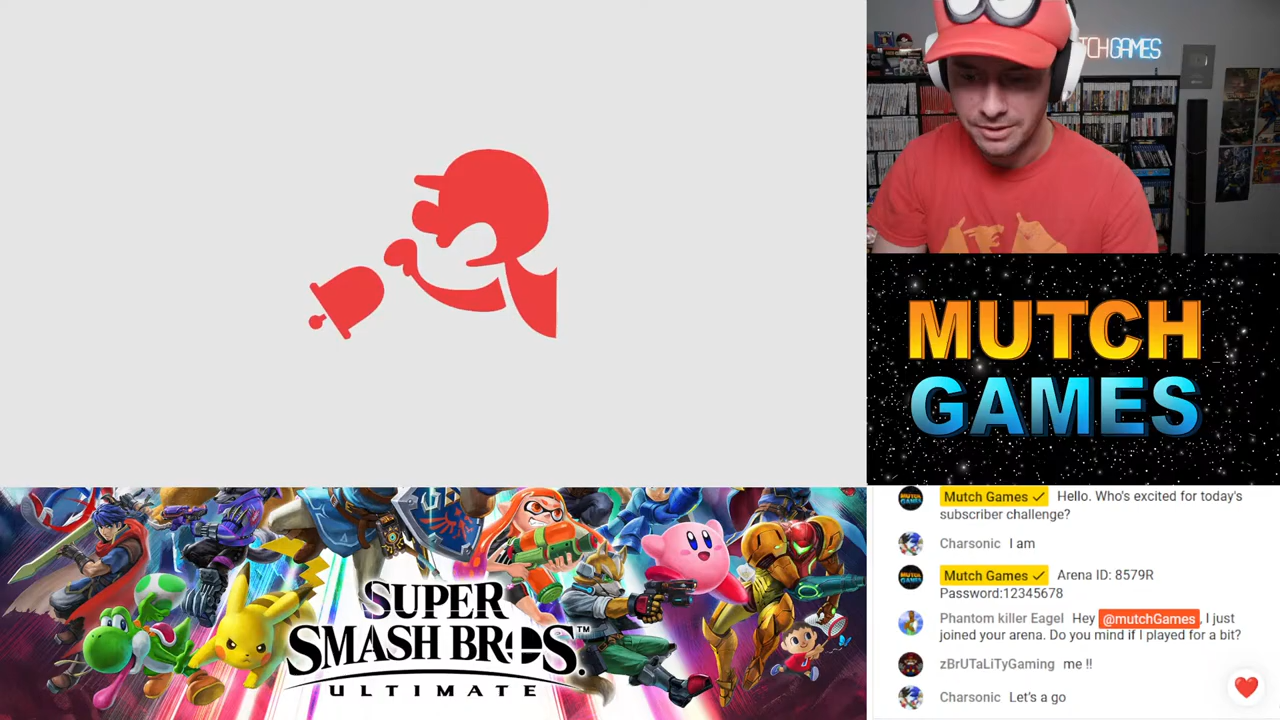 TCHGAMES
MUTCH
GAMES
SUPER
SMASH BROS.™
ULTIMATE
Mutch Games ✓ Hello. Who's excited for today's
subscriber challenge?
Charsonic I am
Mutch Games ✓ Arena ID: 8579R
Password:12345678
Phantom killer Eagel Hey @mutchGames, I just
joined your arena. Do you mind if I played for a bit?
zBrUTaLiTyGaming me !!
Charsonic Let's a go